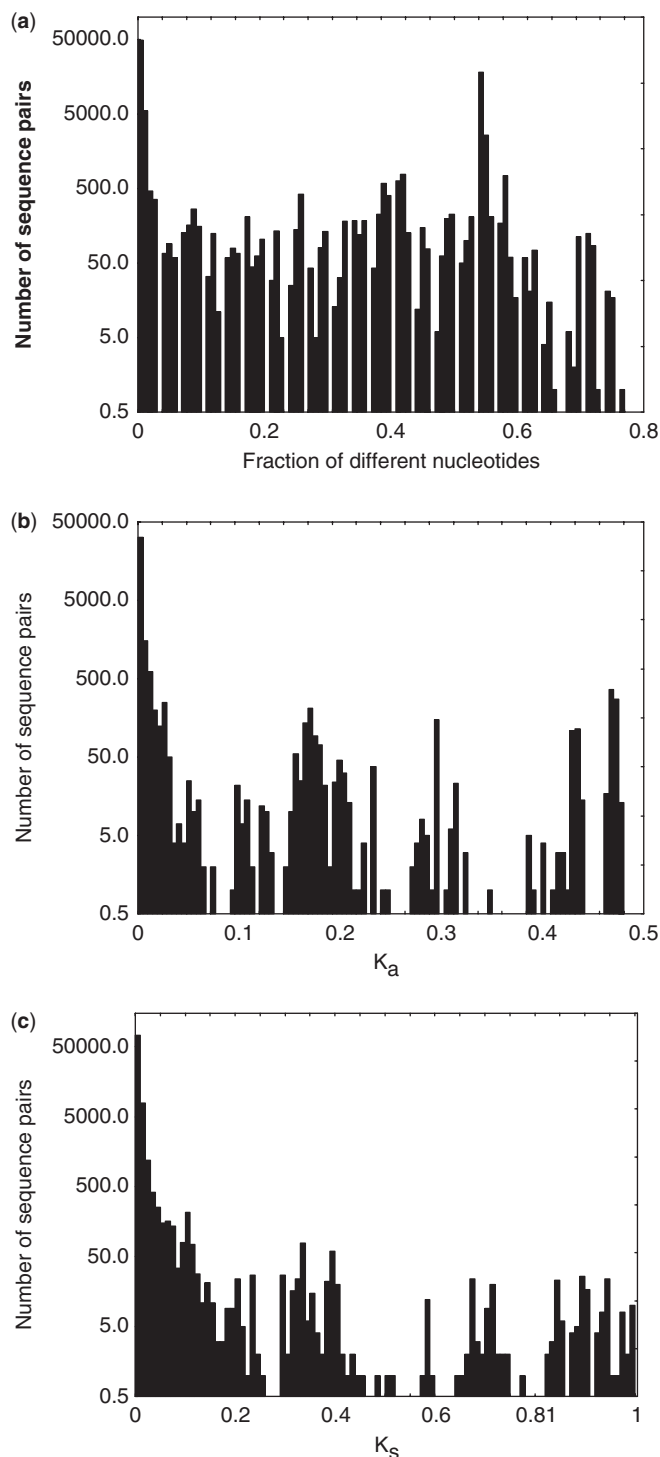 (a)
Number of sequence pairs
50000.0
5000.0
500.0
50.0
5.0
0.5
0 0.2 0.4 0.6 0.8
Fraction of different nucleotides
(b)
Number of sequence pairs
50000.0
5000.0
500.0
50.0
5.0
0.5
0 0.1 0.2 0.3 0.4 0.5
Ka
(c)
Number of sequence pairs
50000.0
5000.0
500.0
50.0
5.0
0.5
0 0.2 0.4 0.6 0.81 1
Ks